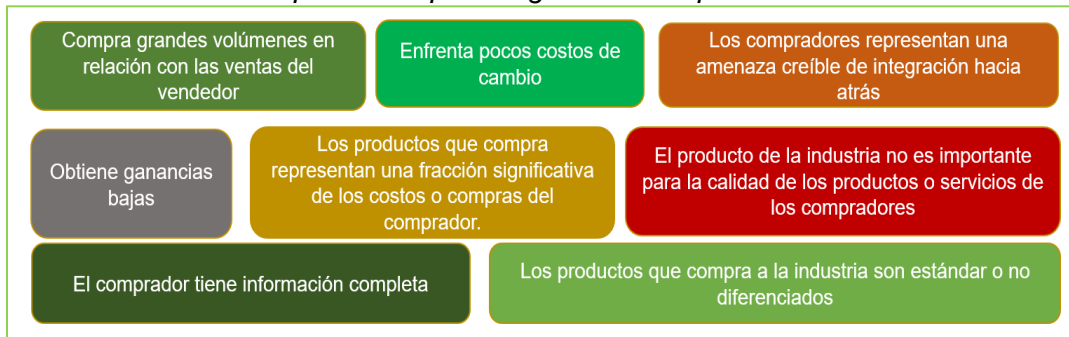 Compra grandes volúmenes en
relación con las ventas del
vendedor
Enfrenta pocos costos de
cambio
Los compradores representan una
amenaza creíble de integración hacia
atrás
Obtiene ganancias
bajas
Los productos que compra
representan una fracción significativa
de los costos o compras del
comprador.
El producto de la industria no es importante
para la calidad de los productos o servicios de
los compradores
El comprador tiene información completa
Los productos que compra a la industria son estándar o no
diferenciados